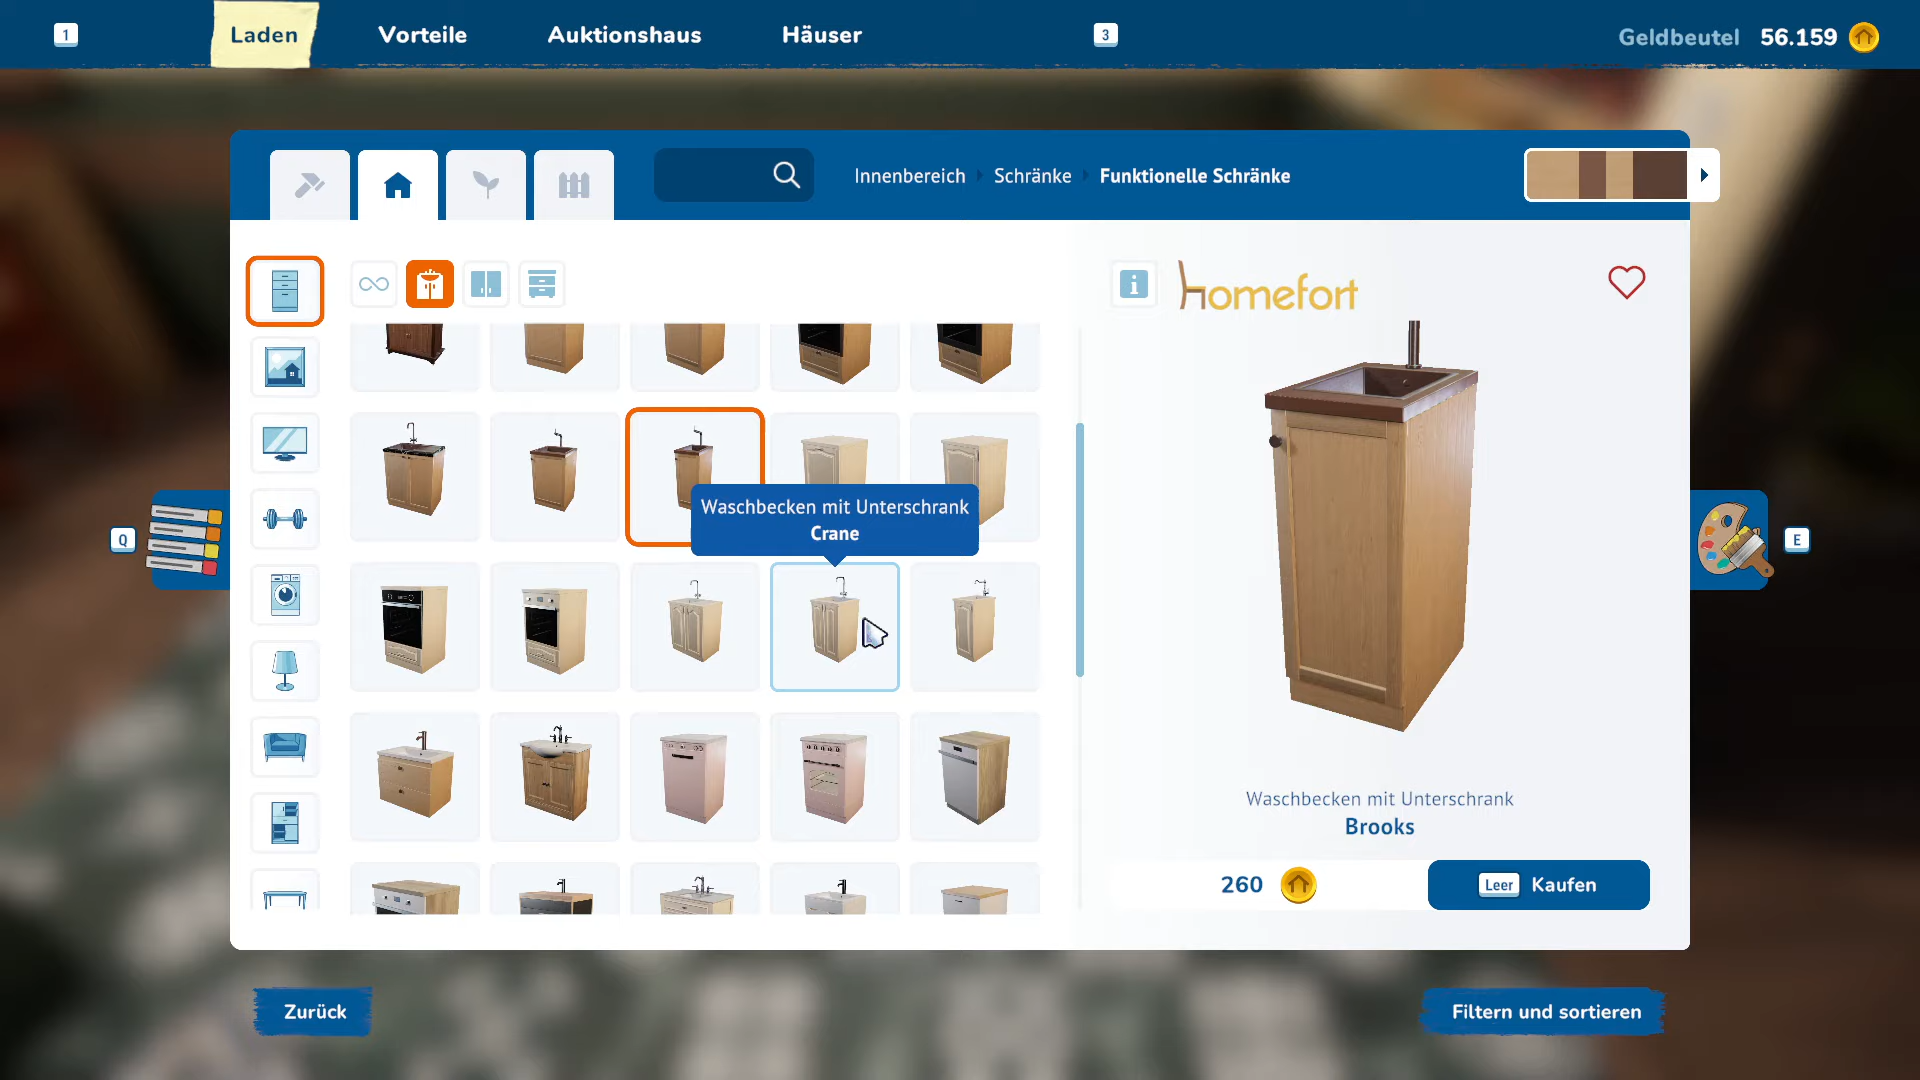 1
Laden
Vorteile
Auktionshaus
Häuser
3
Geldbeutel 56.159
Innenbereich
Schränke
Funktionelle Schränke
i
homefort
Waschbecken mit Unterschrank
Crane
Q
E
Waschbecken mit Unterschrank
Brooks
260
Leer Kaufen
Zurück
Filtern und sortieren